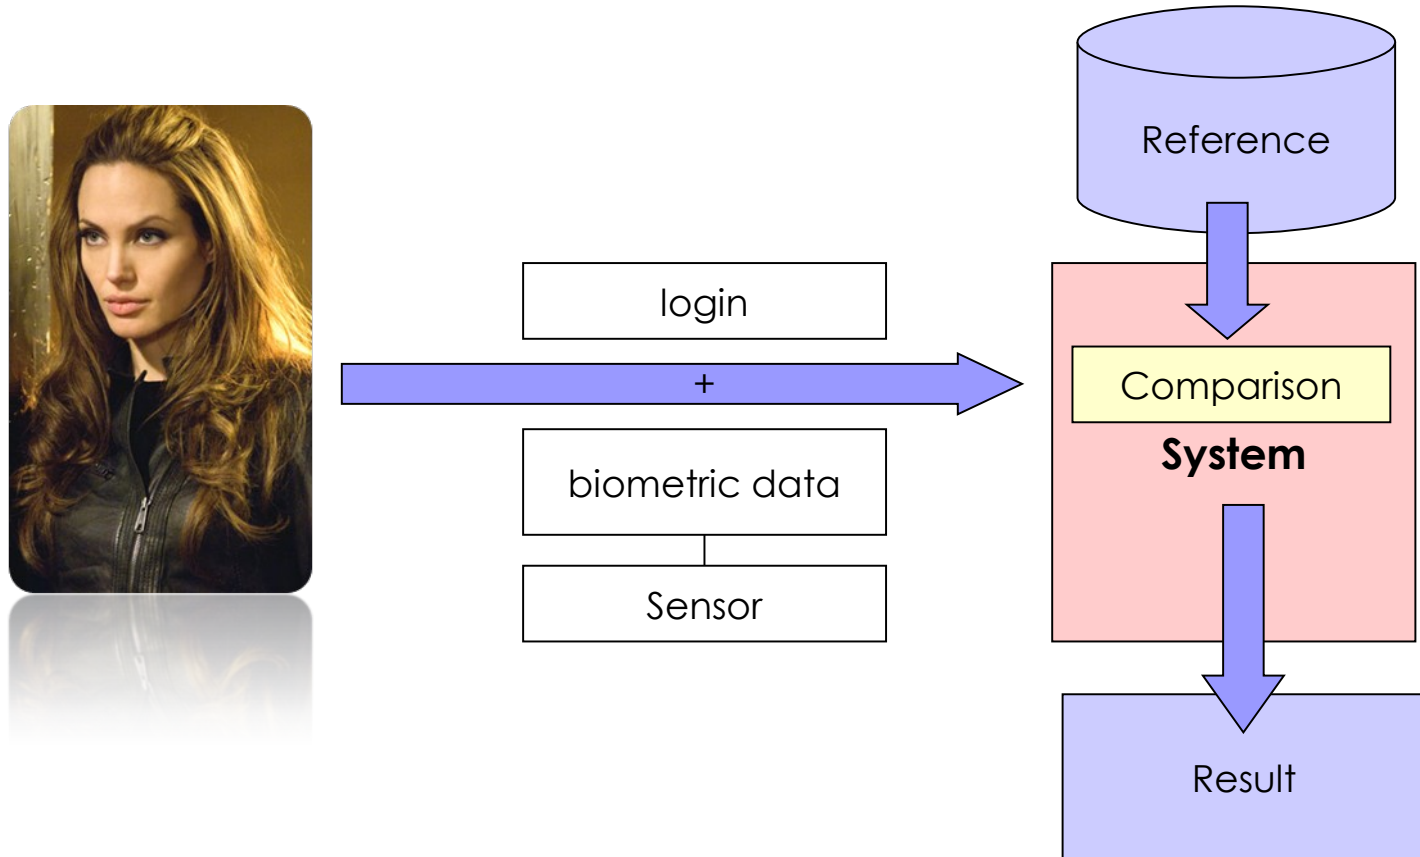 Reference
login
+
Comparison
System
biometric data
Sensor
Result